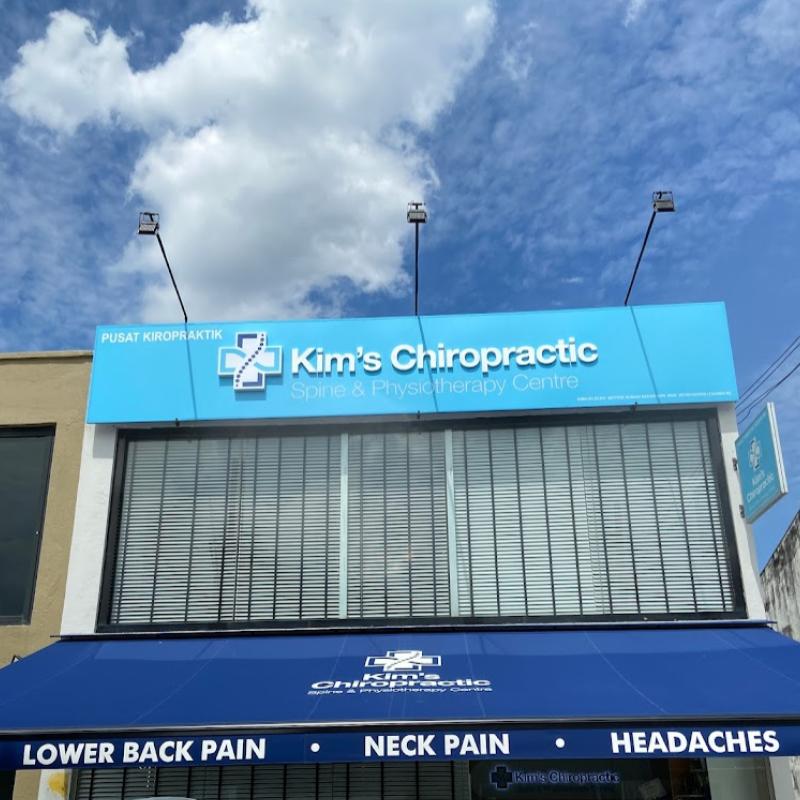 PUSAT KIROPRAKTIK
Kim's Chiropractic
Spine & Physiotherapy Centre
Kim's
Chiropractic
Kim's
Chiropractic
Spine & Physiotherapy Centre
LOWER BACK PAIN • NECK PAIN • HEADACHES
Kim's Chiropractic